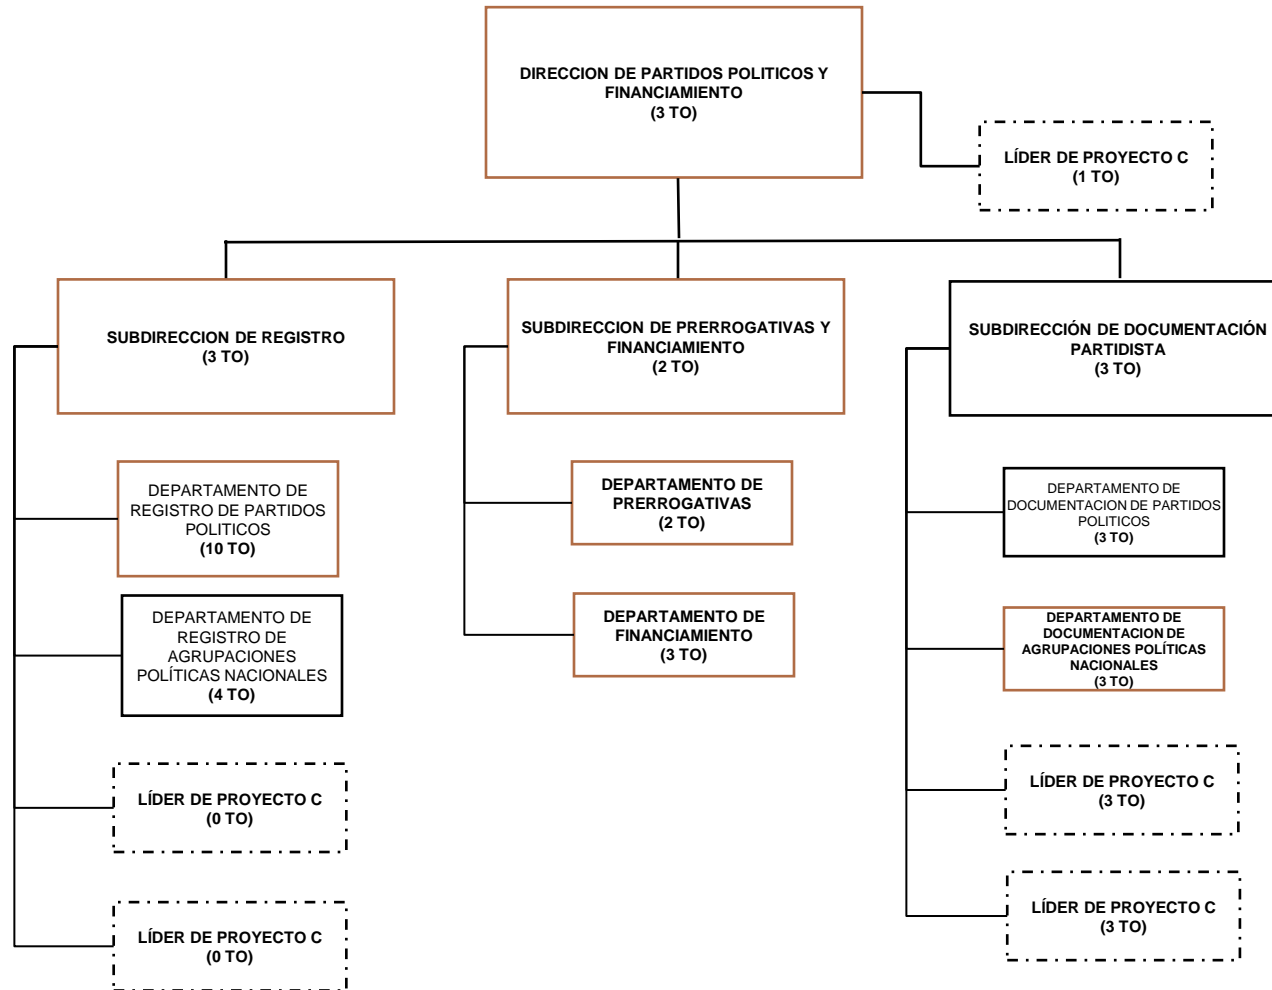 DIRECCION DE PARTIDOS POLITICOS Y
FINANCIAMIENTO
(3 TO)
LÍDER DE PROYECTO C
(1 TO)
SUBDIRECCION DE REGISTRO
(3 TO)
SUBDIRECCION DE PRERROGATIVAS Y
FINANCIAMIENTO
(2 TO)
SUBDIRECCIÓN DE DOCUMENTACIÓN
PARTIDISTA
(3 TO)
DEPARTAMENTO DE
REGISTRO DE PARTIDOS
POLITICOS
(10 TO)
DEPARTAMENTO DE
REGISTRO DE
AGRUPACIONES
POLÍTICAS NACIONALES
(4 TO)
LÍDER DE PROYECTO C
(0 TO)
LÍDER DE PROYECTO C
(0 TO)
DEPARTAMENTO DE
PRERROGATIVAS
(2 TO)
DEPARTAMENTO DE
FINANCIAMIENTO
(3 TO)
DEPARTAMENTO DE
DOCUMENTACION DE PARTIDOS
POLITICOS
(3 TO)
DEPARTAMENTO DE
DOCUMENTACION DE
AGRUPACIONES POLÍTICAS
NACIONALES
(3 TO)
LÍDER DE PROYECTO C
(3 TO)
LÍDER DE PROYECTO C
(3 TO)